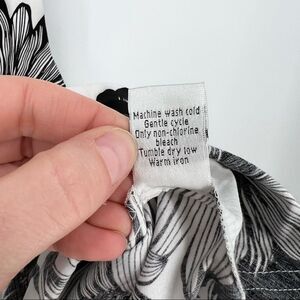 Machine wash cold
Gentle cycle
Only non-chlorine
bleach
Tumble dry low
Warm iron